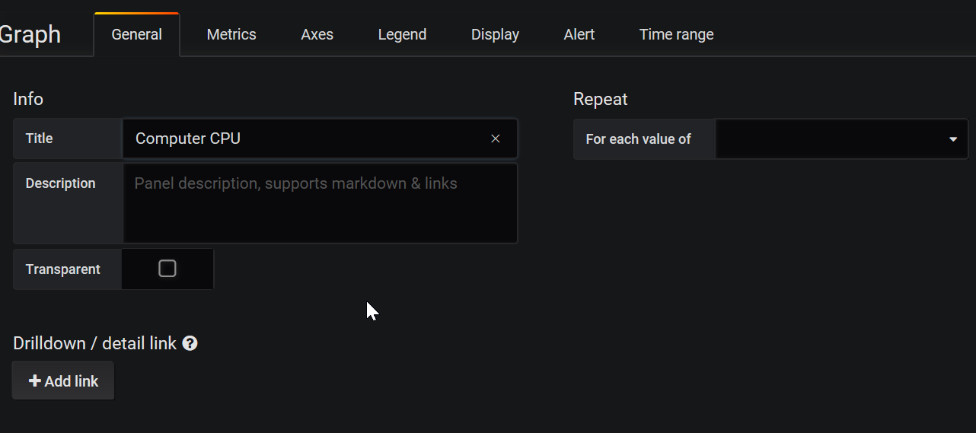 Graph General Metrics Axes Legend Display Alert Time range
Info
Title Computer CPU ×
Description Panel description, supports markdown & links
Transparent
Drilldown / detail link ?
+ Add link
Repeat
For each value of